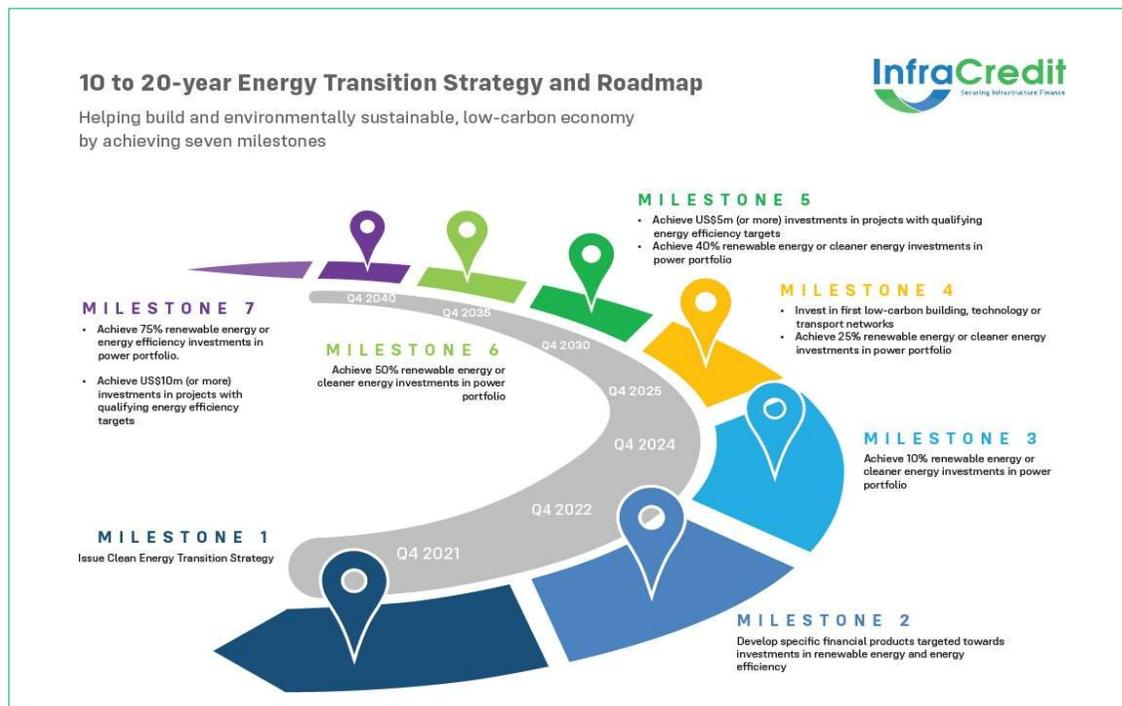 10 to 20-year Energy Transition Strategy and Roadmap
Helping build and environmentally sustainable, low-carbon economy
by achieving seven milestones
InfraCredit
Securing Infrastructure Finance
MILESTONE 5
• Achieve US$5m (or more) investments in projects with qualifying
energy efficiency targets
• Achieve 40% renewable energy or cleaner energy investments in
power portfolio
MILESTONE 4
• Invest in first low-carbon building, technology or
transport networks
• Achieve 25% renewable energy or cleaner energy
investments in power portfolio
MILESTONE 7
• Achieve 75% renewable energy or
energy efficiency investments in
power portfolio.
• Achieve US$10m (or more)
investments in projects with
qualifying energy efficiency
targets
MILESTONE 6
Achieve 50% renewable energy or
cleaner energy investments in power
portfolio
Q4 2040
Q4 2035
Q4 2030
Q4 2025
Q4 2024
Q4 2022
Q4 2021
MILESTONE 3
Achieve 10% renewable energy or
cleaner energy investments in power
portfolio
MILESTONE 1
Issue Clean Energy Transition Strategy
MILESTONE 2
Develop specific financial products targeted towards
investments in renewable energy and energy
efficiency